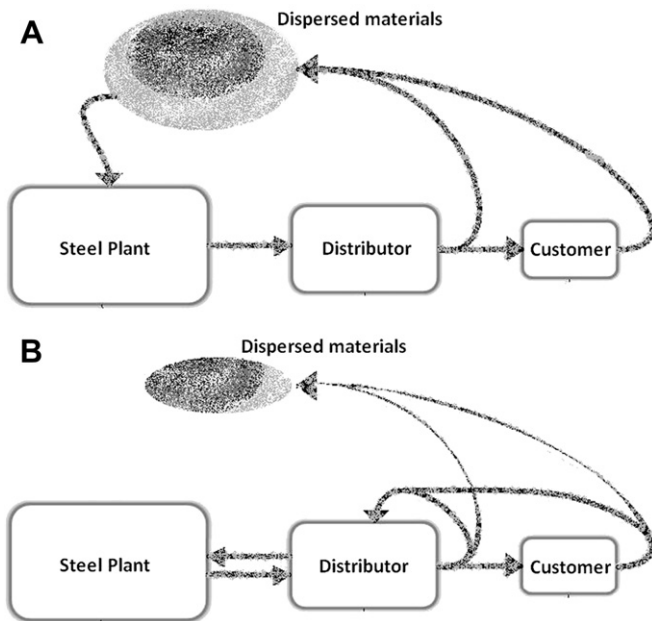 A
Dispersed materials
Steel Plant
Distributor
Customer
B
Dispersed materials
Steel Plant
Distributor
Customer